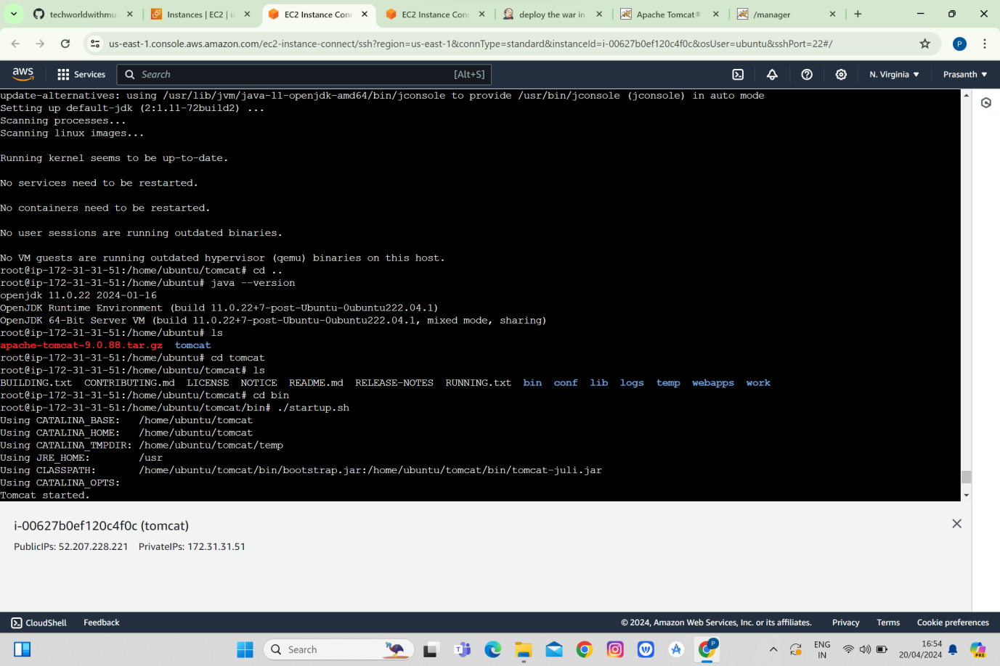 techworldwithmu
Instances | EC2 | u
EC2 Instance Conn
EC2 Instance Conn
deploy the war in
Apache Tomcat®
/manager
us-east-1.console.aws.amazon.com/ec2-instance-connect/ssh?region=us-east-1&connType=standard&instanceId=i-00627b0ef120c4f0c&osUser=ubuntu&sshPort=22#/
P
aws
Services
Search
[Alt+S]
N. Virginia ▼
Prasanth ▼
update-alternatives: using /usr/lib/jvm/java-11-openjdk-amd64/bin/jconsole to provide /usr/bin/jconsole (jconsole) in auto mode
Setting up default-jdk (2:1.11-72build2) ...
Scanning processes...
Scanning linux images...
Running kernel seems to be up-to-date.
No services need to be restarted.
No containers need to be restarted.
No user sessions are running outdated binaries.
No VM guests are running outdated hypervisor (qemu) binaries on this host.
root@ip-172-31-31-51:/home/ubuntu/tomcat# cd ..
root@ip-172-31-31-51:/home/ubuntu# java --version
openjdk 11.0.22 2024-01-16
OpenJDK Runtime Environment (build 11.0.22+7-post-Ubuntu-0ubuntu222.04.1)
OpenJDK 64-Bit Server VM (build 11.0.22+7-post-Ubuntu-0ubuntu222.04.1, mixed mode, sharing)
root@ip-172-31-31-51:/home/ubuntu# ls
apache-tomcat-9.0.88.tar.gz  tomcat
root@ip-172-31-31-51:/home/ubuntu# cd tomcat
root@ip-172-31-31-51:/home/ubuntu/tomcat# ls
BUILDING.txt  CONTRIBUTING.md  LICENSE  NOTICE  README.md  RELEASE-NOTES  RUNNING.txt  bin  conf  lib  logs  temp  webapps  work
root@ip-172-31-31-51:/home/ubuntu/tomcat# cd bin
root@ip-172-31-31-51:/home/ubuntu/tomcat/bin# ./startup.sh
Using CATALINA_BASE:   /home/ubuntu/tomcat
Using CATALINA_HOME:   /home/ubuntu/tomcat
Using CATALINA_TMPDIR: /home/ubuntu/tomcat/temp
Using JRE_HOME:        /usr
Using CLASSPATH:       /home/ubuntu/tomcat/bin/bootstrap.jar:/home/ubuntu/tomcat/bin/tomcat-juli.jar
Using CATALINA_OPTS:
Tomcat started.
i-00627b0ef120c4f0c (tomcat)
PublicIPs: 52.207.228.221    PrivateIPs: 172.31.31.51
CloudShell
Feedback
© 2024, Amazon Web Services, Inc. or its affiliates.
Privacy
Terms
Cookie preferences
Search
P
ENG
IN
16:54
20/04/2024
PRE